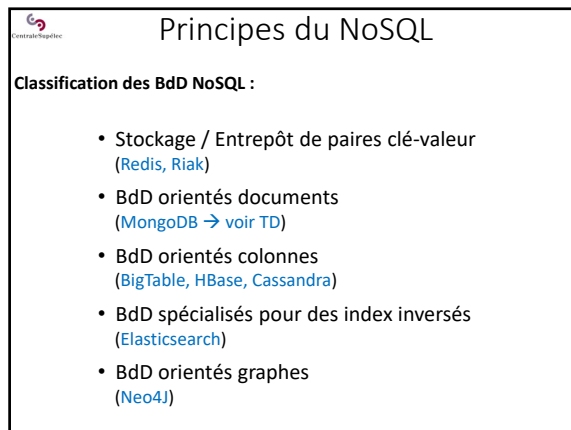 CentraleSupélec
Principes du NoSQL
Classification des BdD NoSQL :
• Stockage / Entrepôt de paires clé-valeur
(Redis, Riak)
• BdD orientés documents
(MongoDB → voir TD)
• BdD orientés colonnes
(BigTable, HBase, Cassandra)
• BdD spécialisés pour des index inversés
(Elasticsearch)
• BdD orientés graphes
(Neo4J)